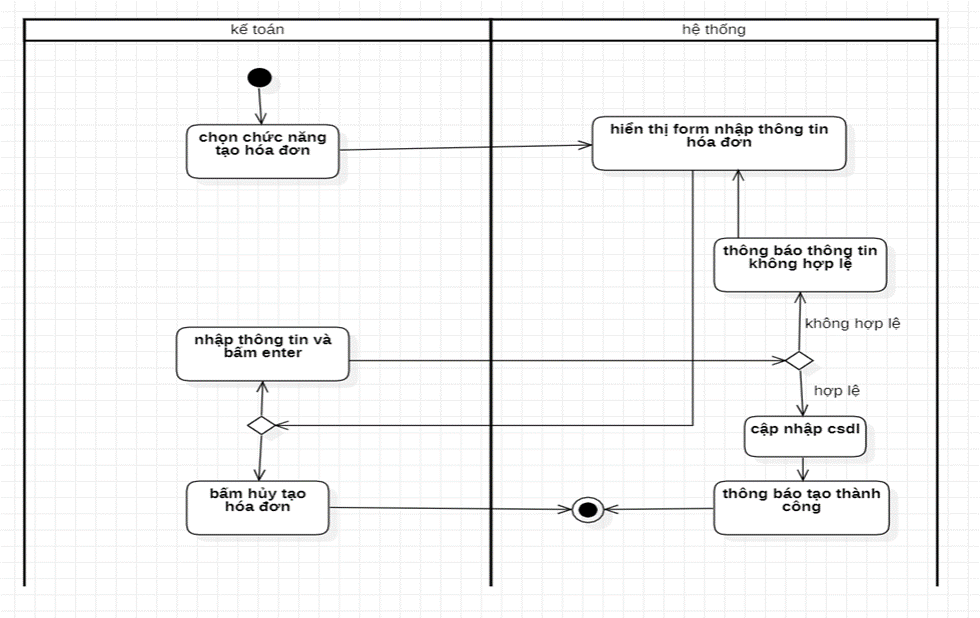 kế toán
hệ thống
chọn chức năng
tạo hóa đơn
hiển thị form nhập thông tin
hóa đơn
thông báo thông tin
không hợp lệ
không hợp lệ
nhập thông tin và
bấm enter
hợp lệ
cập nhập csdl
bấm hủy tạo
hóa đơn
thông báo tạo thành
công